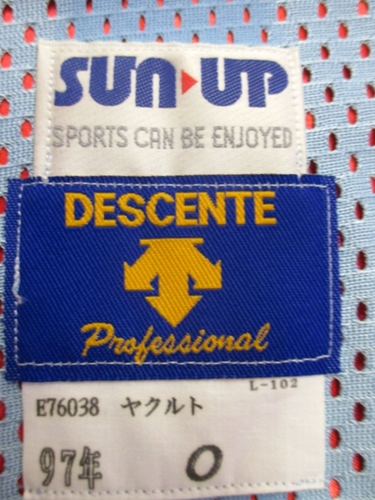 SUN UP
SPORTS CAN BE ENJOYED
DESCENTE
Professional
L-102
E76038 ヤクルト
97年 O